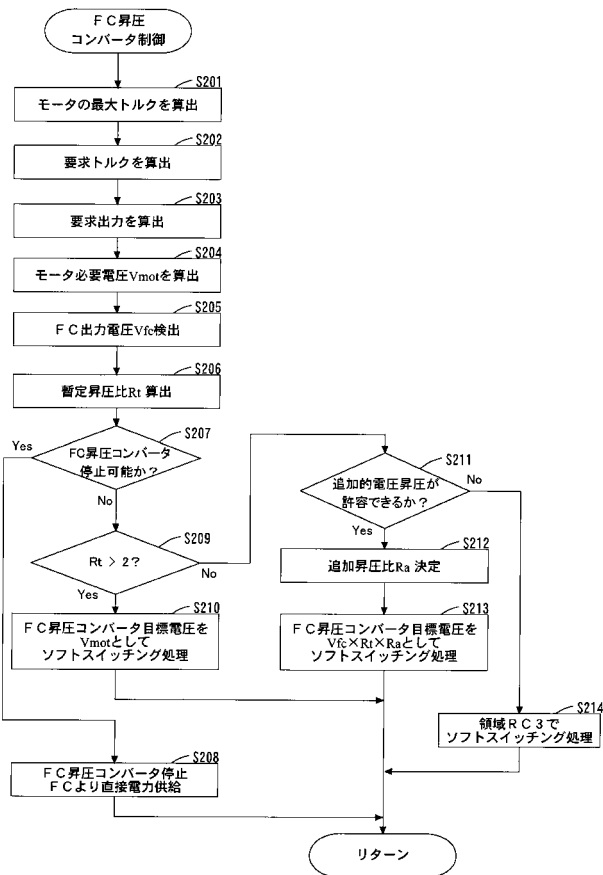 FC昇圧
コンバータ制御
S201
モータの最大トルクを算出
S202
要求トルクを算出
S203
要求出力を算出
S204
モータ必要電圧Vmotを算出
S205
FC出力電圧Vfc検出
S206
暫定昇圧比Rt 算出
S207
Yes
FC昇圧コンバータ
停止可能か?
No
S209
Rt > 2?
No
Yes
S210
FC昇圧コンバータ目標電圧を
Vmotとして
ソフトスイッチング処理
S211
追加的電圧昇圧が
許容できるか?
No
Yes
S212
追加昇圧比Ra 決定
S213
FC昇圧コンバータ目標電圧を
Vfc×Rt×Raとして
ソフトスイッチング処理
S214
領域RC3で
ソフトスイッチング処理
S208
FC昇圧コンバータ停止
FCより直接電力供給
リターン